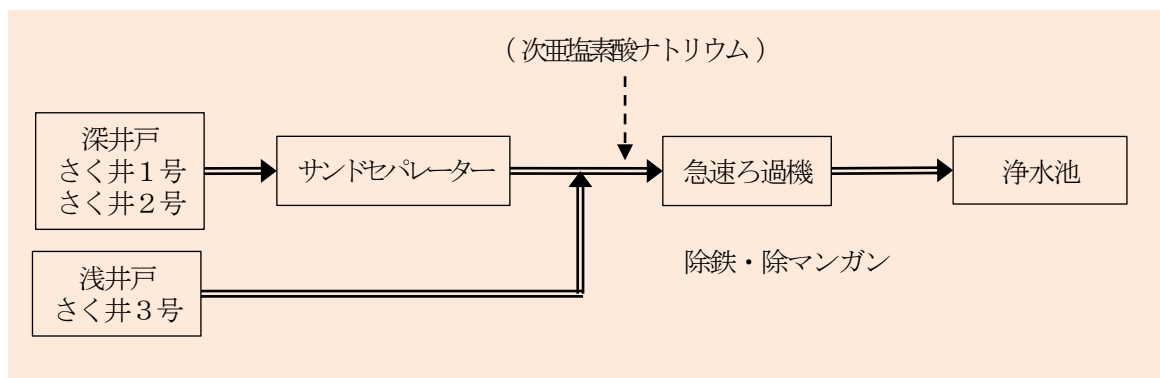 (次亜塩素酸ナトリウム)
深井戸
さく井1号
さく井2号
サンドセパレーター
急速ろ過機
浄水池
除鉄・除マンガン
浅井戸
さく井3号